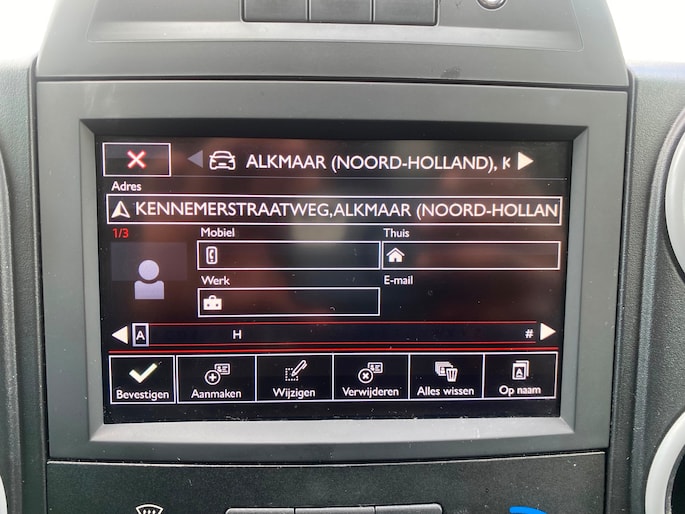 ALKMAAR (NOORD-HOLLAND), K
Adres
KENNEMERSTRAATWEG,ALKMAAR (NOORD-HOLLAN
1/3
Mobiel
Thuis
Werk
E-mail
A H #
Bevestigen Aanmaken Wijzigen Verwijderen Alles wissen Op naam